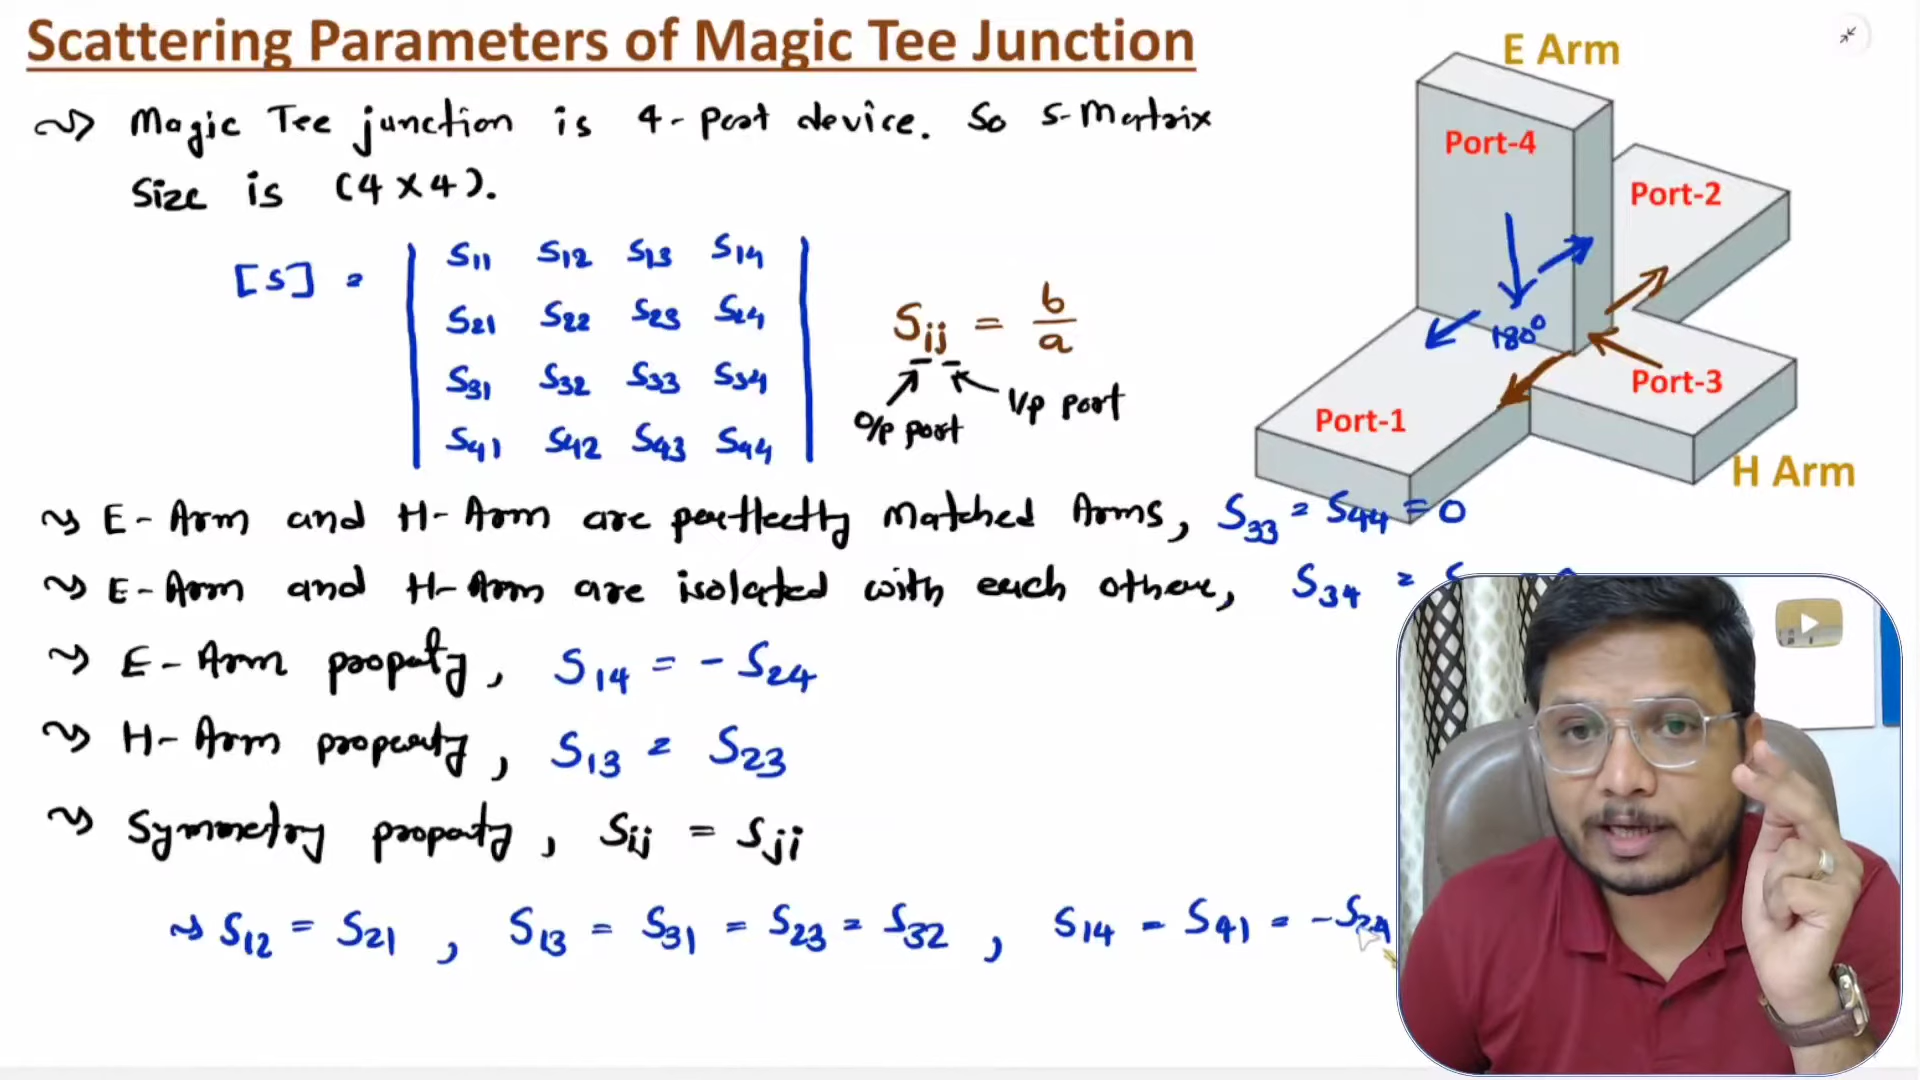 Scattering Parameters of Magic Tee Junction
E Arm
Magic Tee junction is 4-port device. So S-Matrix
Size is (4 × 4).
Port-4
Port-2
[S] =
S11 S12 S13 S14
S21 S22 S23 S24
S31 S32 S33 S34
S41 S42 S43 S44
Sij = b/a
O/p port
I/p port
180°
Port-3
Port-1
H Arm
E-Arm and H-Arm are perfectly Matched Arms, S33 = S44 = 0
E-Arm and H-Arm are isolated with each other, S34 =
E-Arm property, S14 = -S24
H-Arm property, S13 = S23
Symmetry property, Sij = Sji
S12 = S21, S13 = S31 = S23 = S32, S14 = S41 = -S24